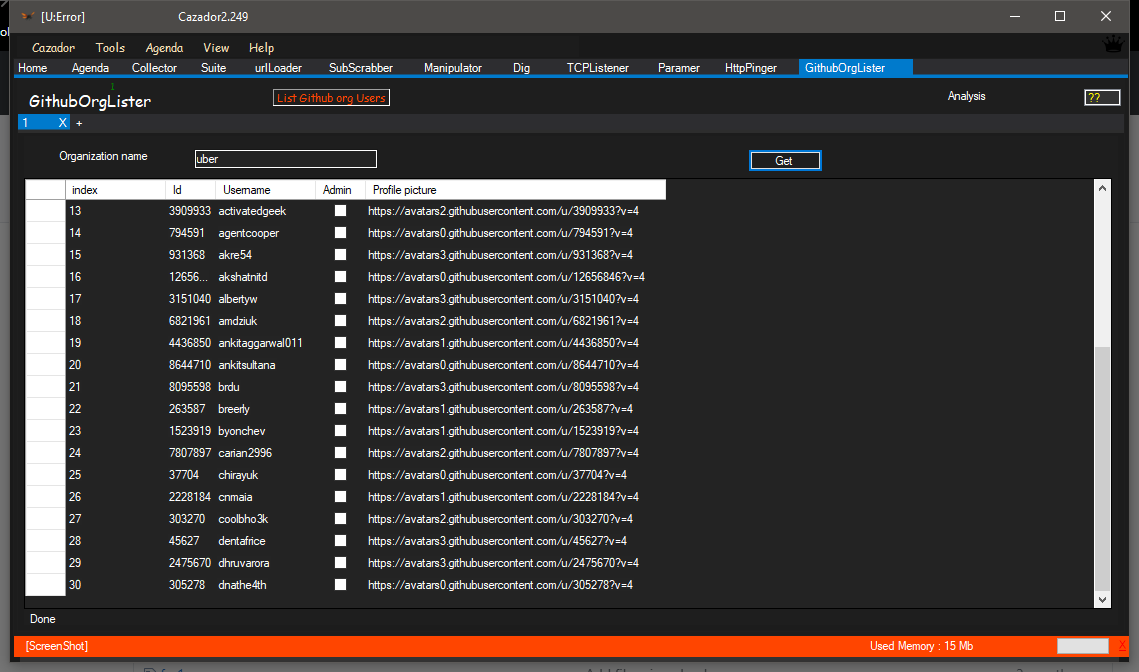 [U:Error] Cazador2.249
Cazador Tools Agenda View Help
Home Agenda Collector Suite urlLoader SubScrabber Manipulator Dig TCPListener Paramer HttpPinger GithubOrgLister
GithubOrgLister List Github org Users Analysis ??
1 X +
Organization name uber Get
index Id Username Admin Profile picture
13 3909933 activatedgeek https://avatars2.githubusercontent.com/u/3909933?v=4
14 794591 agentcooper https://avatars0.githubusercontent.com/u/794591?v=4
15 931368 akre54 https://avatars3.githubusercontent.com/u/931368?v=4
16 12656... akshatnitd https://avatars0.githubusercontent.com/u/12656846?v=4
17 3151040 albertyw https://avatars3.githubusercontent.com/u/3151040?v=4
18 6821961 amdziuk https://avatars2.githubusercontent.com/u/6821961?v=4
19 4436850 ankitaggarwal011 https://avatars1.githubusercontent.com/u/4436850?v=4
20 8644710 ankitsultana https://avatars0.githubusercontent.com/u/8644710?v=4
21 8095598 brdu https://avatars3.githubusercontent.com/u/8095598?v=4
22 263587 breerly https://avatars1.githubusercontent.com/u/263587?v=4
23 1523919 byonchev https://avatars1.githubusercontent.com/u/1523919?v=4
24 7807897 carian2996 https://avatars2.githubusercontent.com/u/7807897?v=4
25 37704 chirayuk https://avatars0.githubusercontent.com/u/37704?v=4
26 2228184 cnmaia https://avatars1.githubusercontent.com/u/2228184?v=4
27 303270 coolbho3k https://avatars2.githubusercontent.com/u/303270?v=4
28 45627 dentafrice https://avatars3.githubusercontent.com/u/45627?v=4
29 2475670 dhruvarora https://avatars3.githubusercontent.com/u/2475670?v=4
30 305278 dnathe4th https://avatars0.githubusercontent.com/u/305278?v=4
Done
[ScreenShot] Used Memory : 15 Mb X